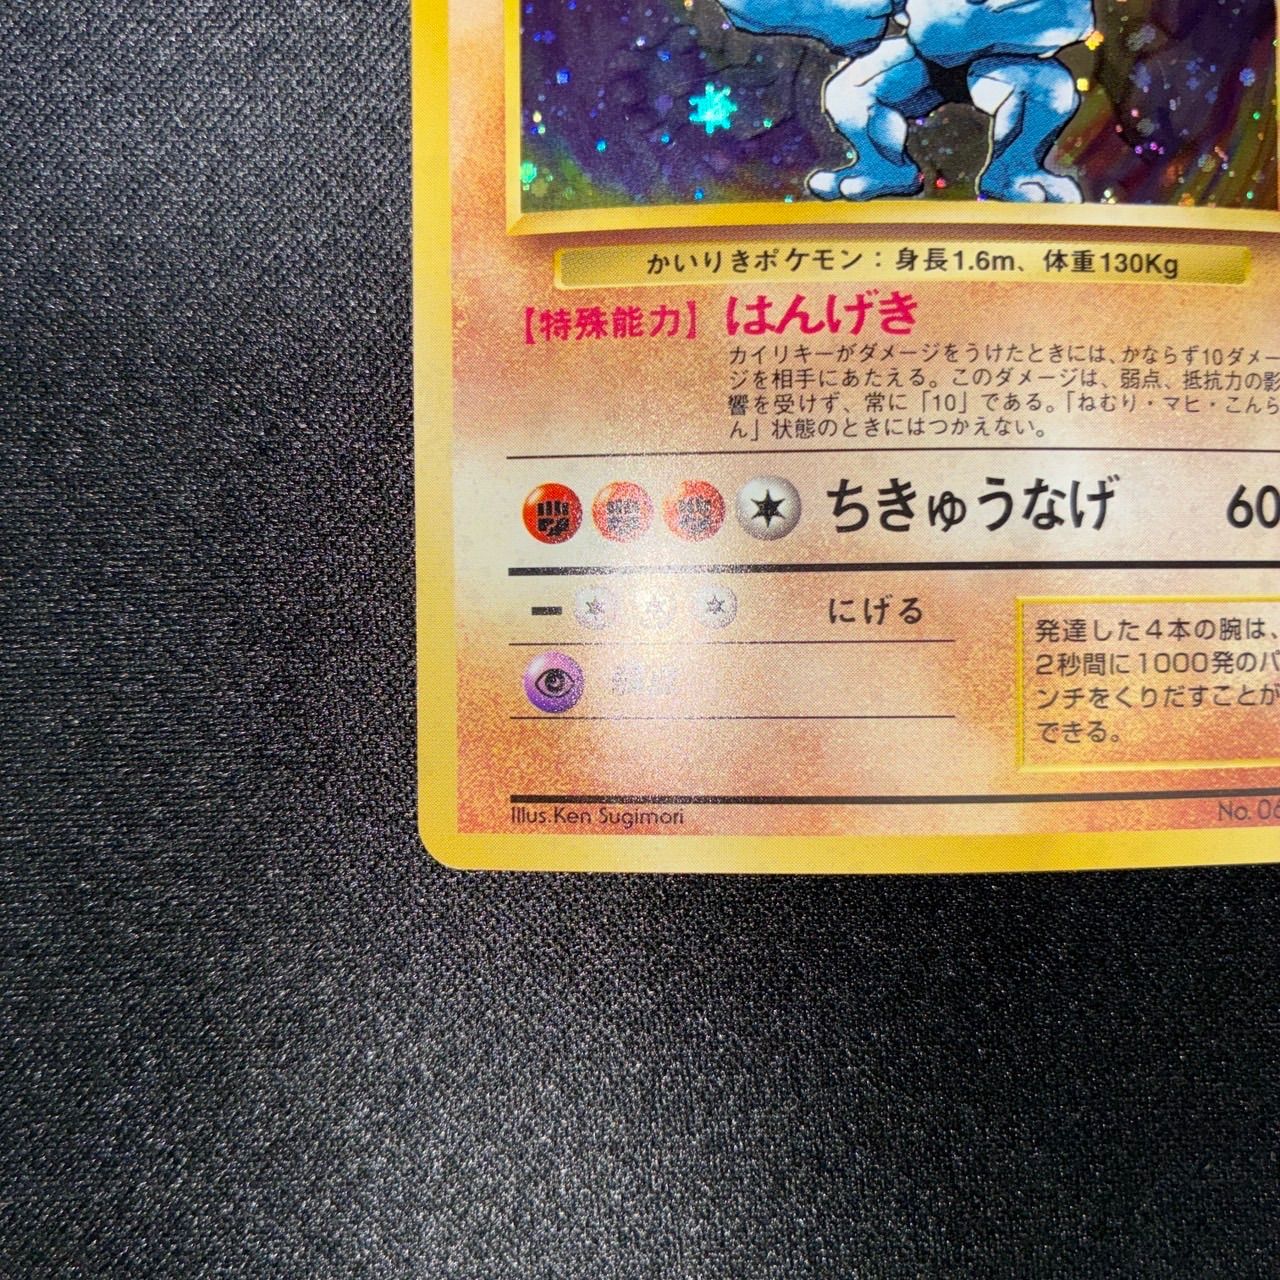 かいりきポケモン：身長1.6m、体重130Kg
【特殊能力】はんげき
カイリキーがダメージをうけたときには、かならず10ダメー
ジを相手にあたえる。このダメージは、弱点、抵抗力の影
響を受けず、常に「10」である。「ねむり・マヒ・こんら
ん」状態のときにはつかえない。
ちきゅうなげ 60
ー にげる
発達した4本の腕は、
2秒間に1000発のパ
ンチをくりだすことが
できる。
Illus.Ken Sugimori
No. 06